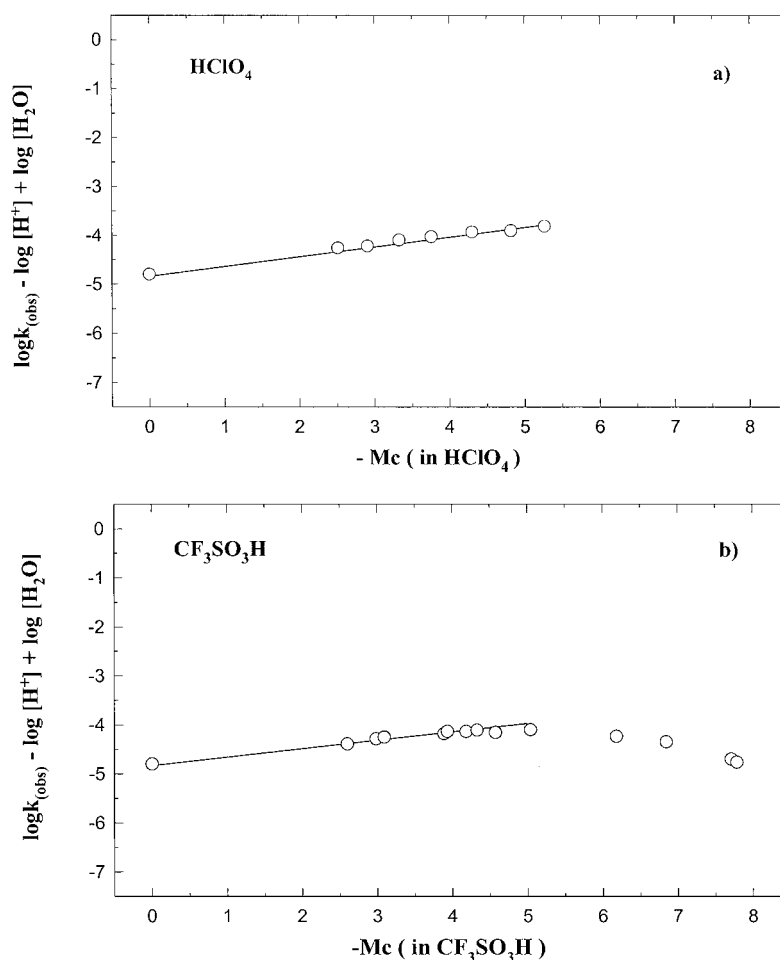 0
HClO4 a)
-1
-2
-3
-4
-5
-6
-7
logk(obs) - log [H+] + log [H2O]
0 1 2 3 4 5 6 7 8
- Mc ( in HClO4 )
0
CF3SO3H b)
-1
-2
-3
-4
-5
-6
-7
logk(obs) - log [H+] + log [H2O]
0 1 2 3 4 5 6 7 8
-Mc ( in CF3SO3H )